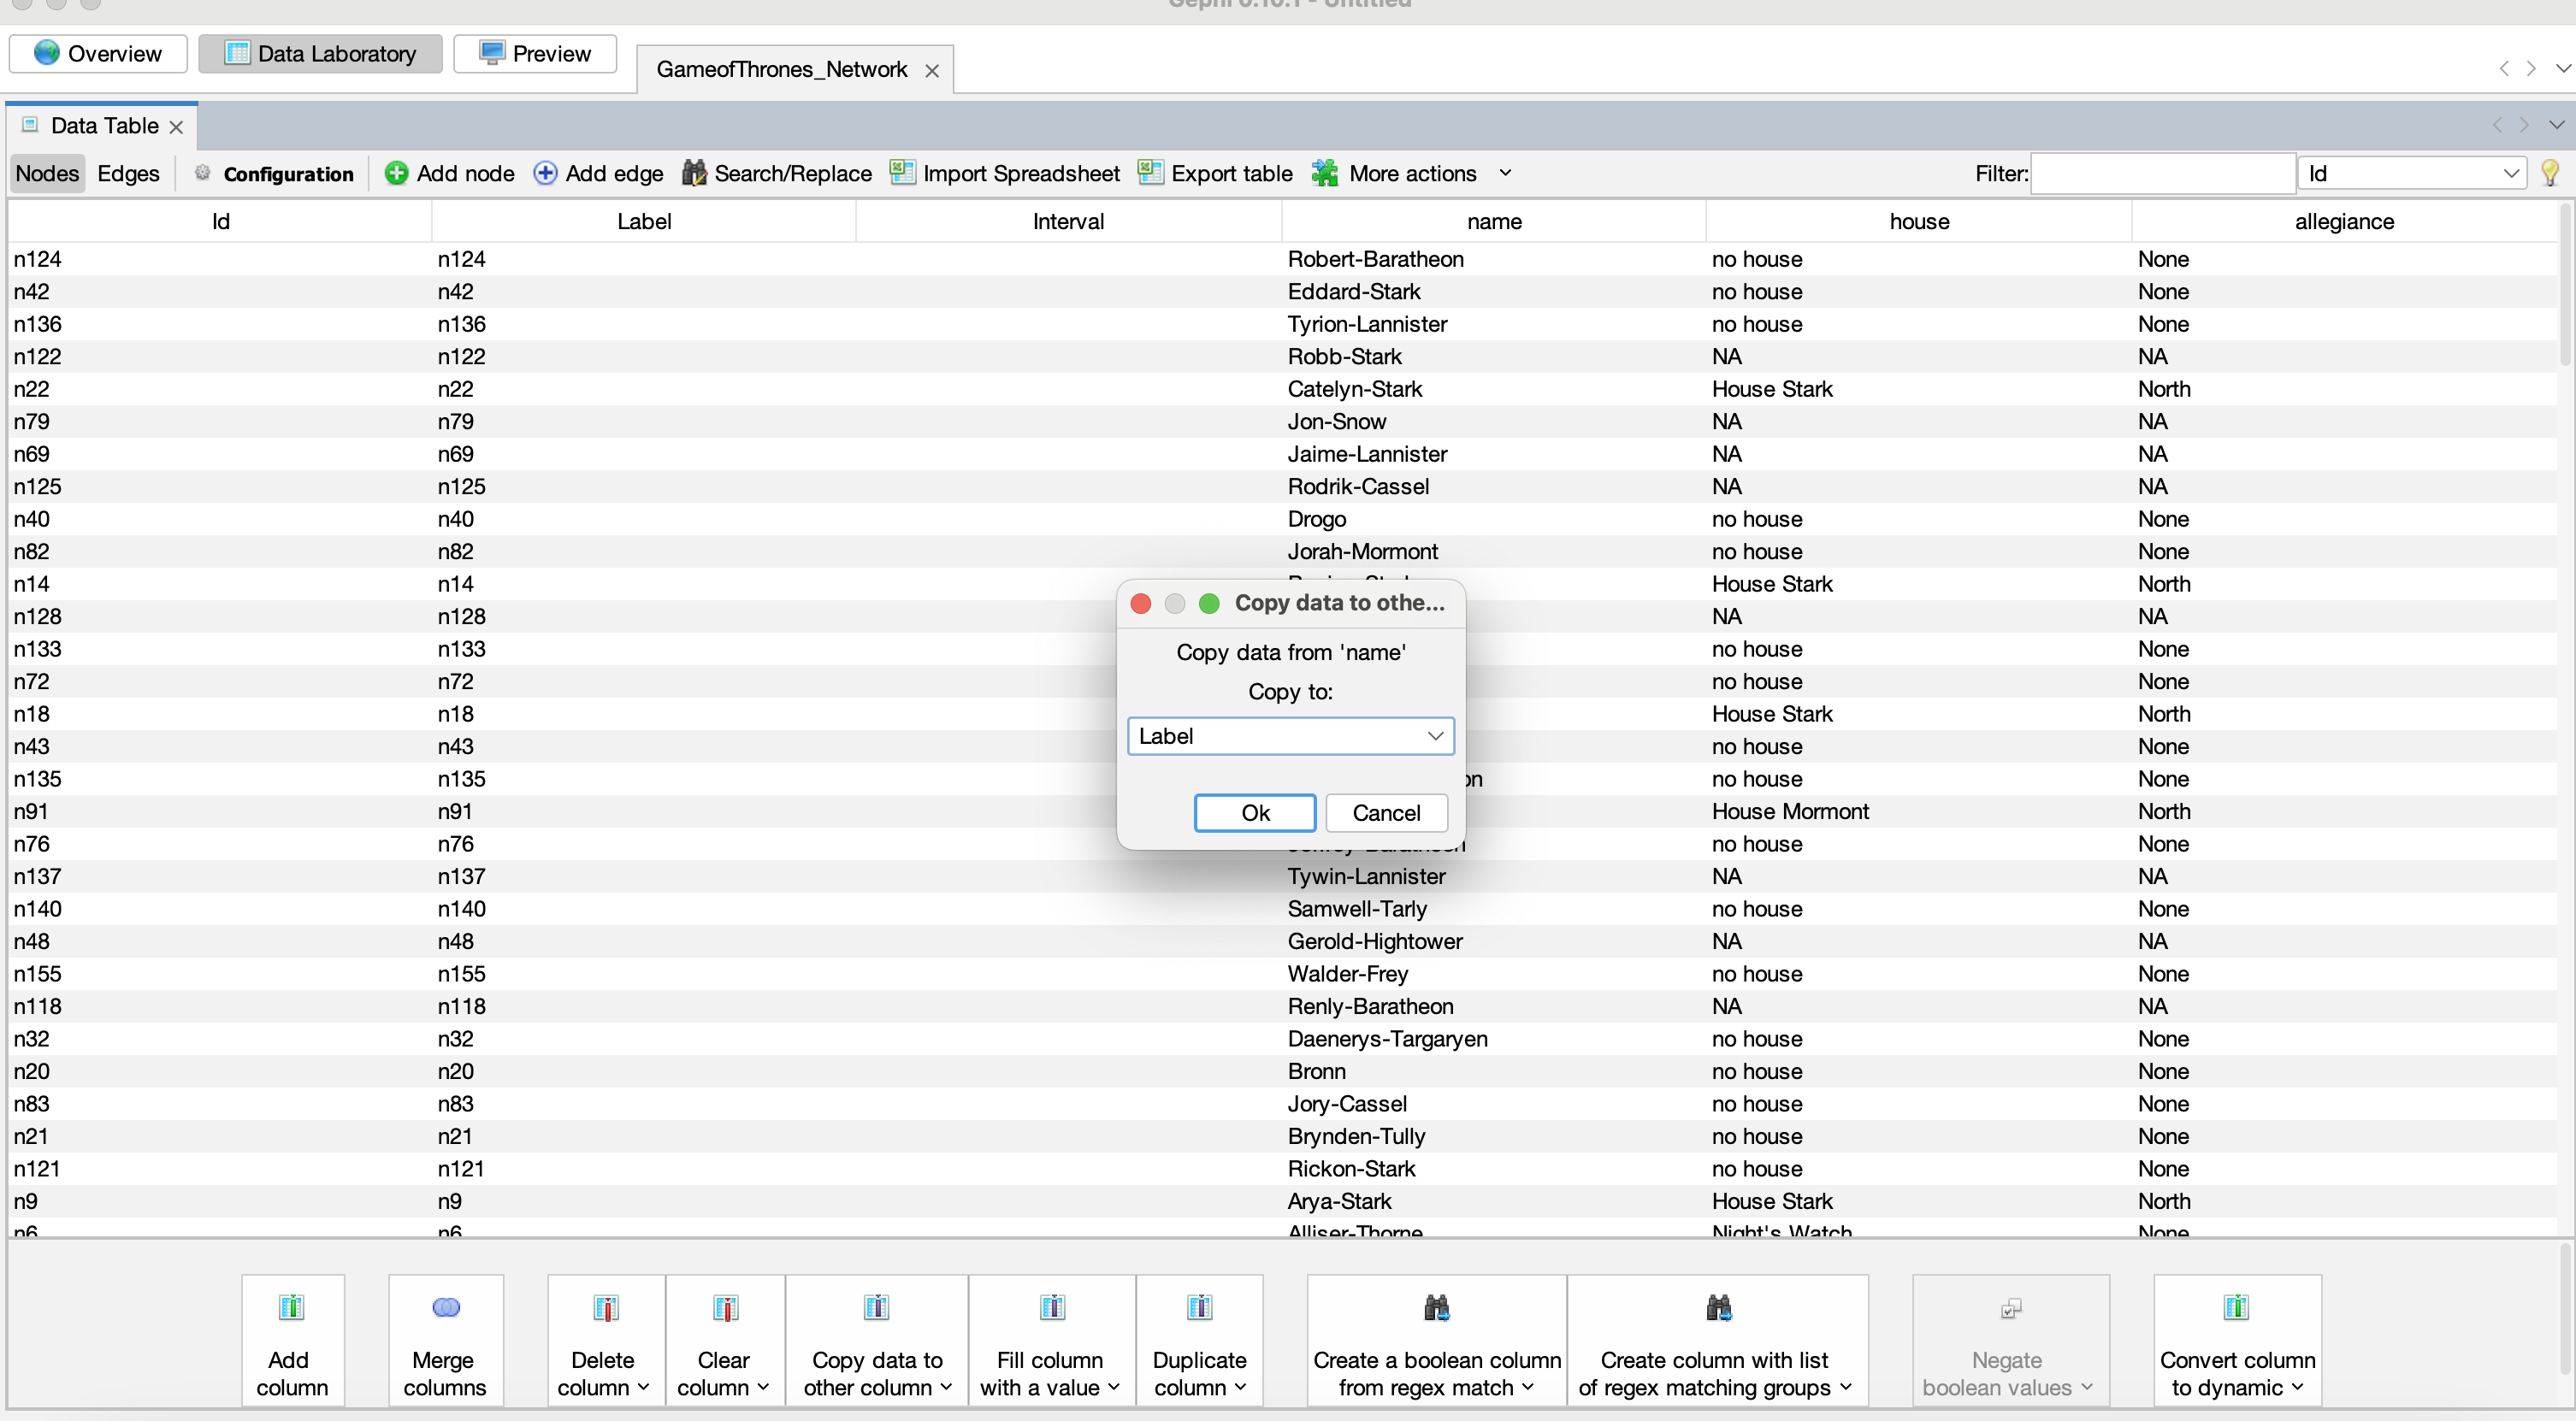 Gephi 0.10.1 - Untitled
Overview Data Laboratory Preview GameofThrones_Network
Data Table
Nodes Edges Configuration Add node Add edge Search/Replace Import Spreadsheet Export table More actions Filter: Id
Id Label Interval name house allegiance
n124 n124 Robert-Baratheon no house None
n42 n42 Eddard-Stark no house None
n136 n136 Tyrion-Lannister no house None
n122 n122 Robb-Stark NA NA
n22 n22 Catelyn-Stark House Stark North
n79 n79 Jon-Snow NA NA
n69 n69 Jaime-Lannister NA NA
n125 n125 Rodrik-Cassel NA NA
n40 n40 Drogo no house None
n82 n82 Jorah-Mormont no house None
n14 n14 House Stark North
n128 n128 NA NA
n133 n133 no house None
n72 n72 no house None
n18 n18 House Stark North
n43 n43 no house None
n135 n135 on no house None
n91 n91 House Mormont North
n76 n76 no house None
n137 n137 Tywin-Lannister NA NA
n140 n140 Samwell-Tarly no house None
n48 n48 Gerold-Hightower NA NA
n155 n155 Walder-Frey no house None
n118 n118 Renly-Baratheon NA NA
n32 n32 Daenerys-Targaryen no house None
n20 n20 Bronn no house None
n83 n83 Jory-Cassel no house None
n21 n21 Brynden-Tully no house None
n121 n121 Rickon-Stark no house None
n9 n9 Arya-Stark House Stark North
n6 n6 Alliser-Thorne Night's Watch None
Copy data to othe...
Copy data from 'name'
Copy to:
Label
Ok Cancel
Add column
Merge columns
Delete column
Clear column
Copy data to other column
Fill column with a value
Duplicate column
Create a boolean column from regex match
Create column with list of regex matching groups
Negate boolean values
Convert column to dynamic